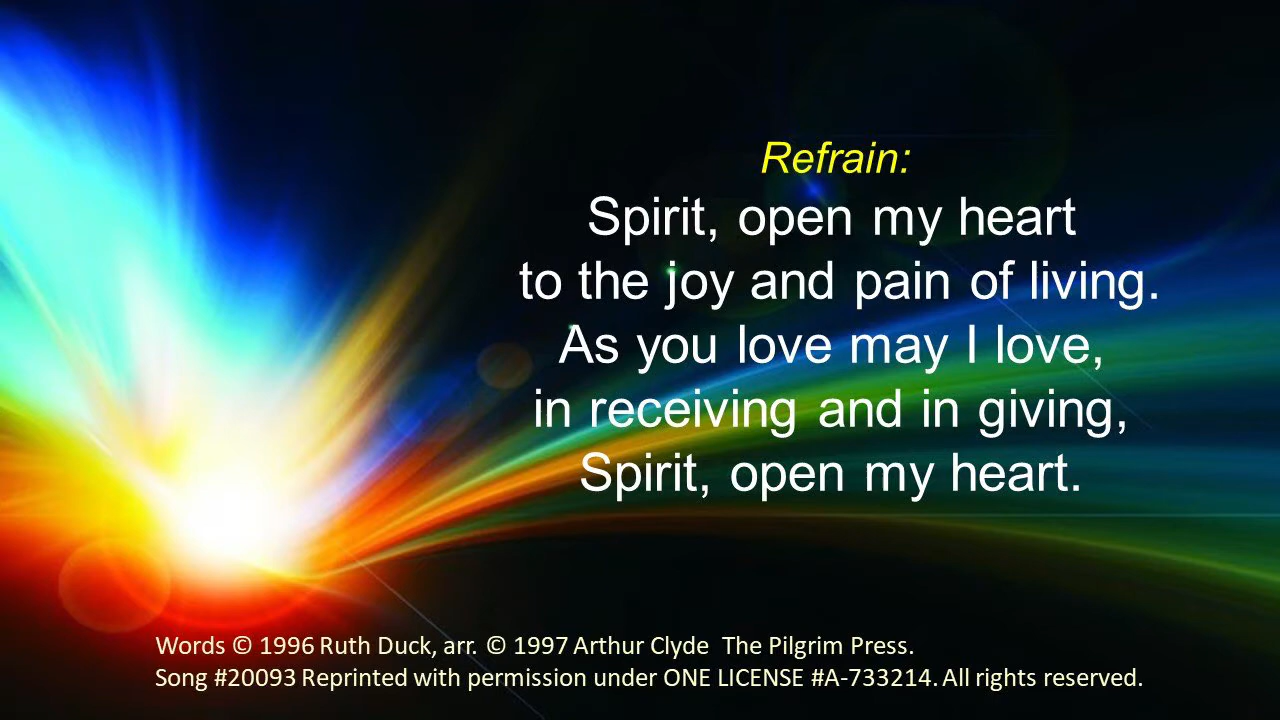 Refrain:
Spirit, open my heart
to the joy and pain of living.
As you love may I love,
in receiving and in giving,
Spirit, open my heart.
Words © 1996 Ruth Duck, arr. © 1997 Arthur Clyde  The Pilgrim Press.
Song #20093 Reprinted with permission under ONE LICENSE #A-733214. All rights reserved.